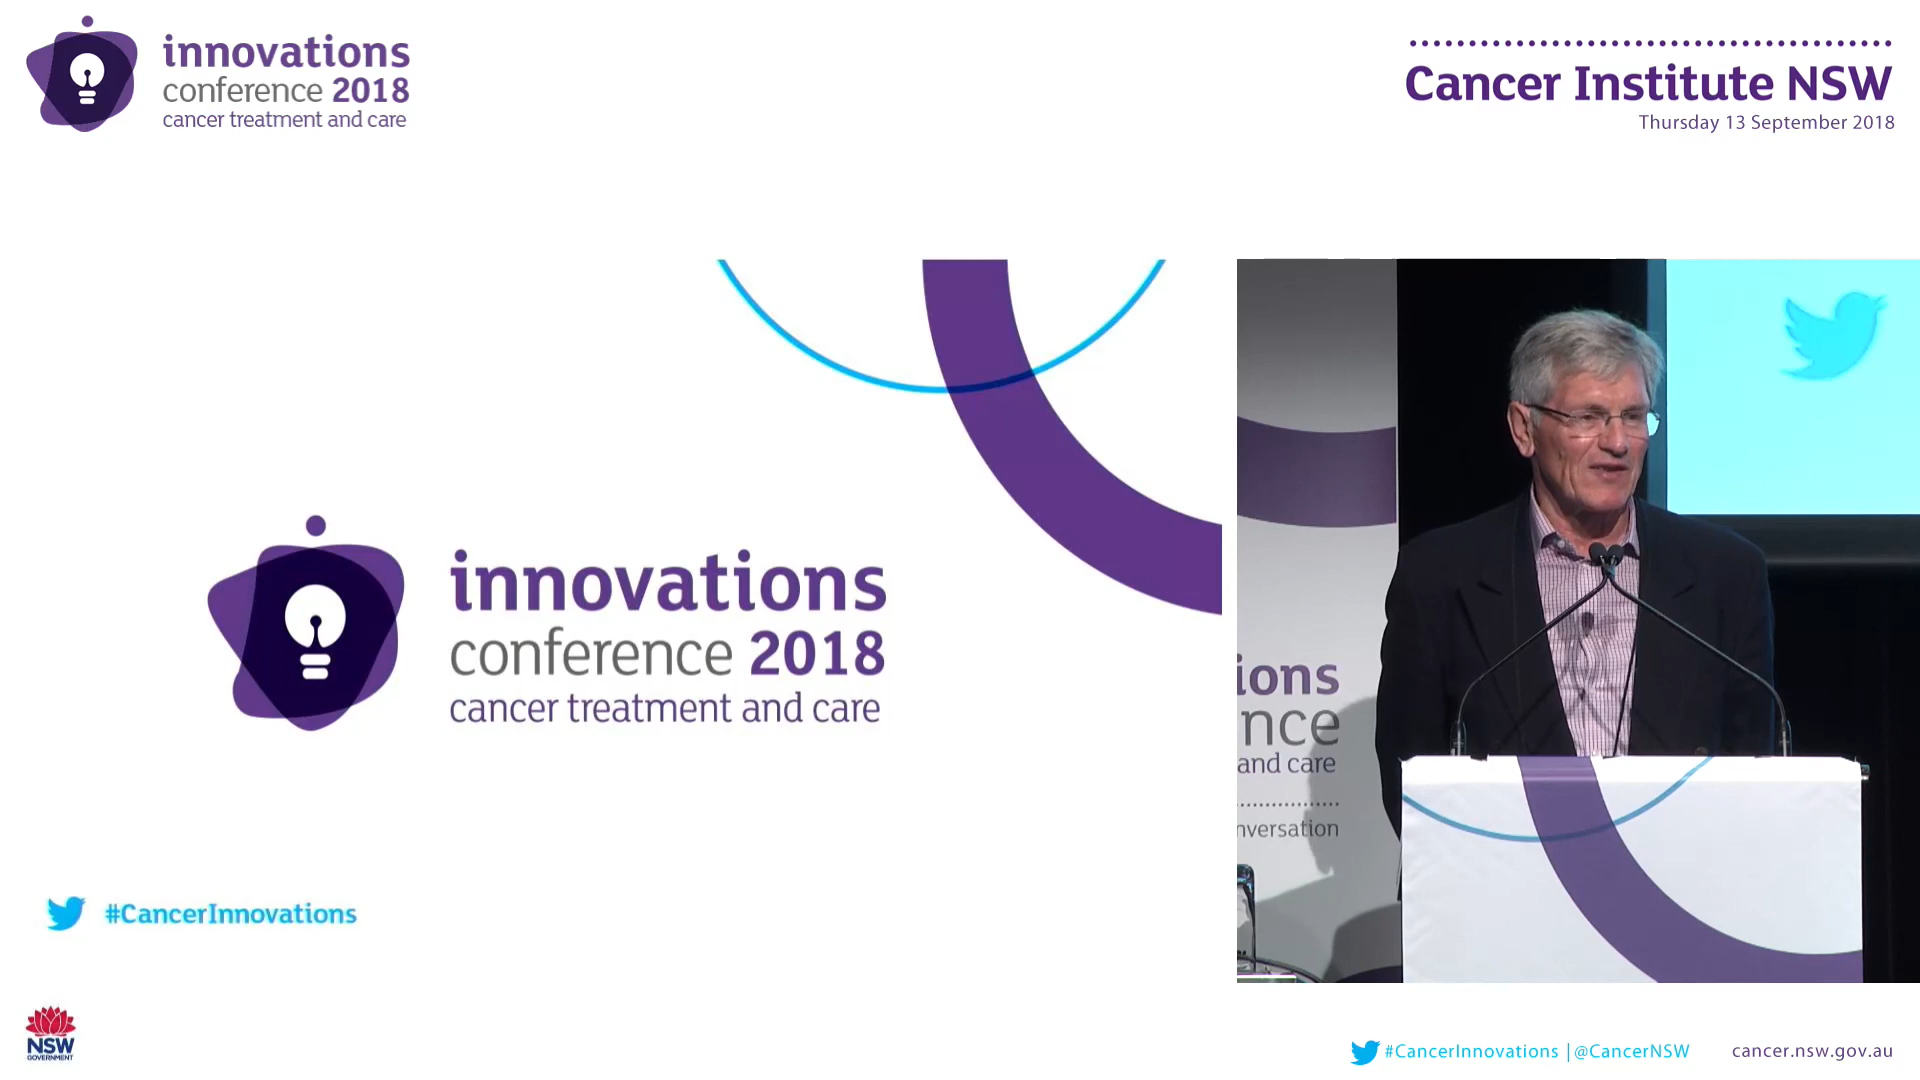 innovations
conference 2018
cancer treatment and care
Cancer Institute NSW
Thursday 13 September 2018
innovations
conference 2018
cancer treatment and care
#CancerInnovations
ions
nce
and care
nversation
NSW
GOVERNMENT
#CancerInnovations | @CancerNSW
cancer.nsw.gov.au